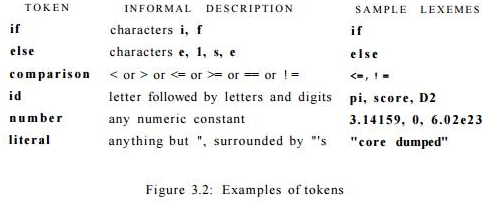 TOKEN INFORMAL DESCRIPTION SAMPLE LEXEMES
if characters i, f if
else characters e, l, s, e else
comparison < or > or <= or >= or == or != <=, !=
id letter followed by letters and digits pi, score, D2
number any numeric constant 3.14159, 0, 6.02e23
literal anything but ", surrounded by "'s "core dumped"
Figure 3.2: Examples of tokens